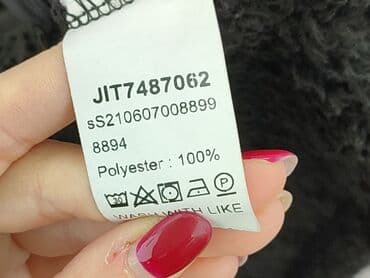 JIT7487062
sS210607008899
8894
Polyester : 100%
WASH WITH LIKE